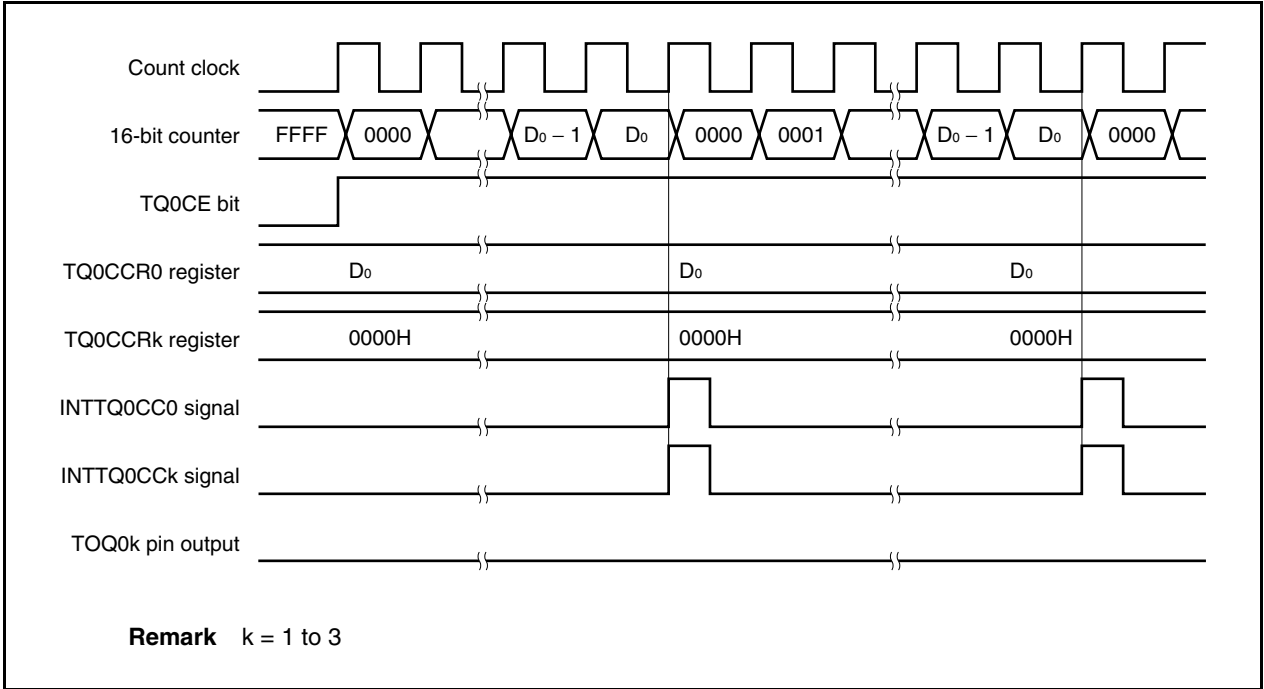 Count clock
16-bit counter FFFF 0000 D₀ – 1 D₀ 0000 0001 D₀ – 1 D₀ 0000
TQ0CE bit
TQ0CCR0 register D₀ D₀ D₀
TQ0CCRk register 0000H 0000H 0000H
INTTQ0CC0 signal
INTTQ0CCk signal
TOQ0k pin output
Remark k = 1 to 3